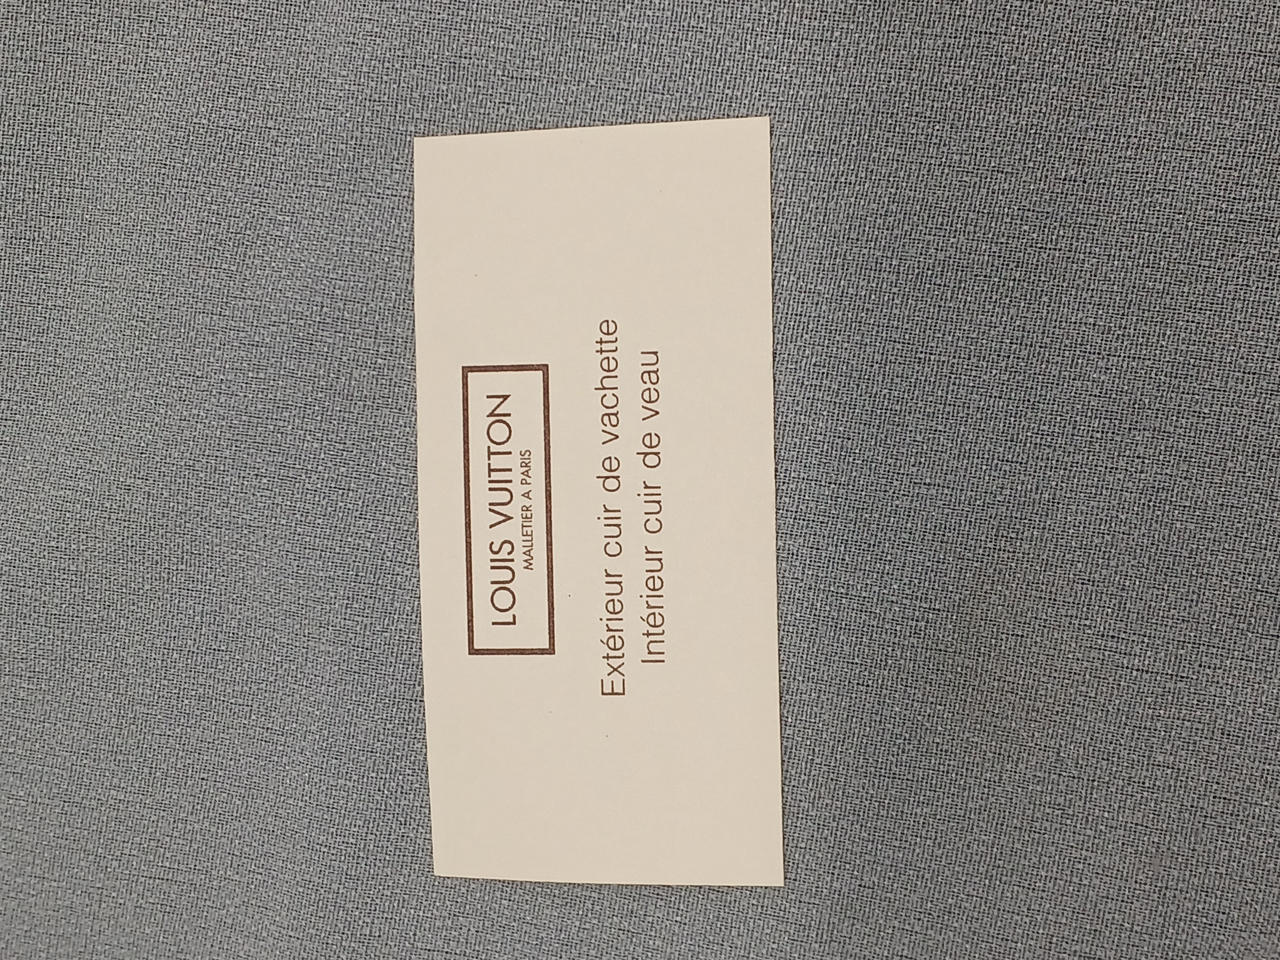 LOUIS VUITTON
MALLETIER A PARIS
Extérieur cuir de vachette
Intérieur cuir de veau